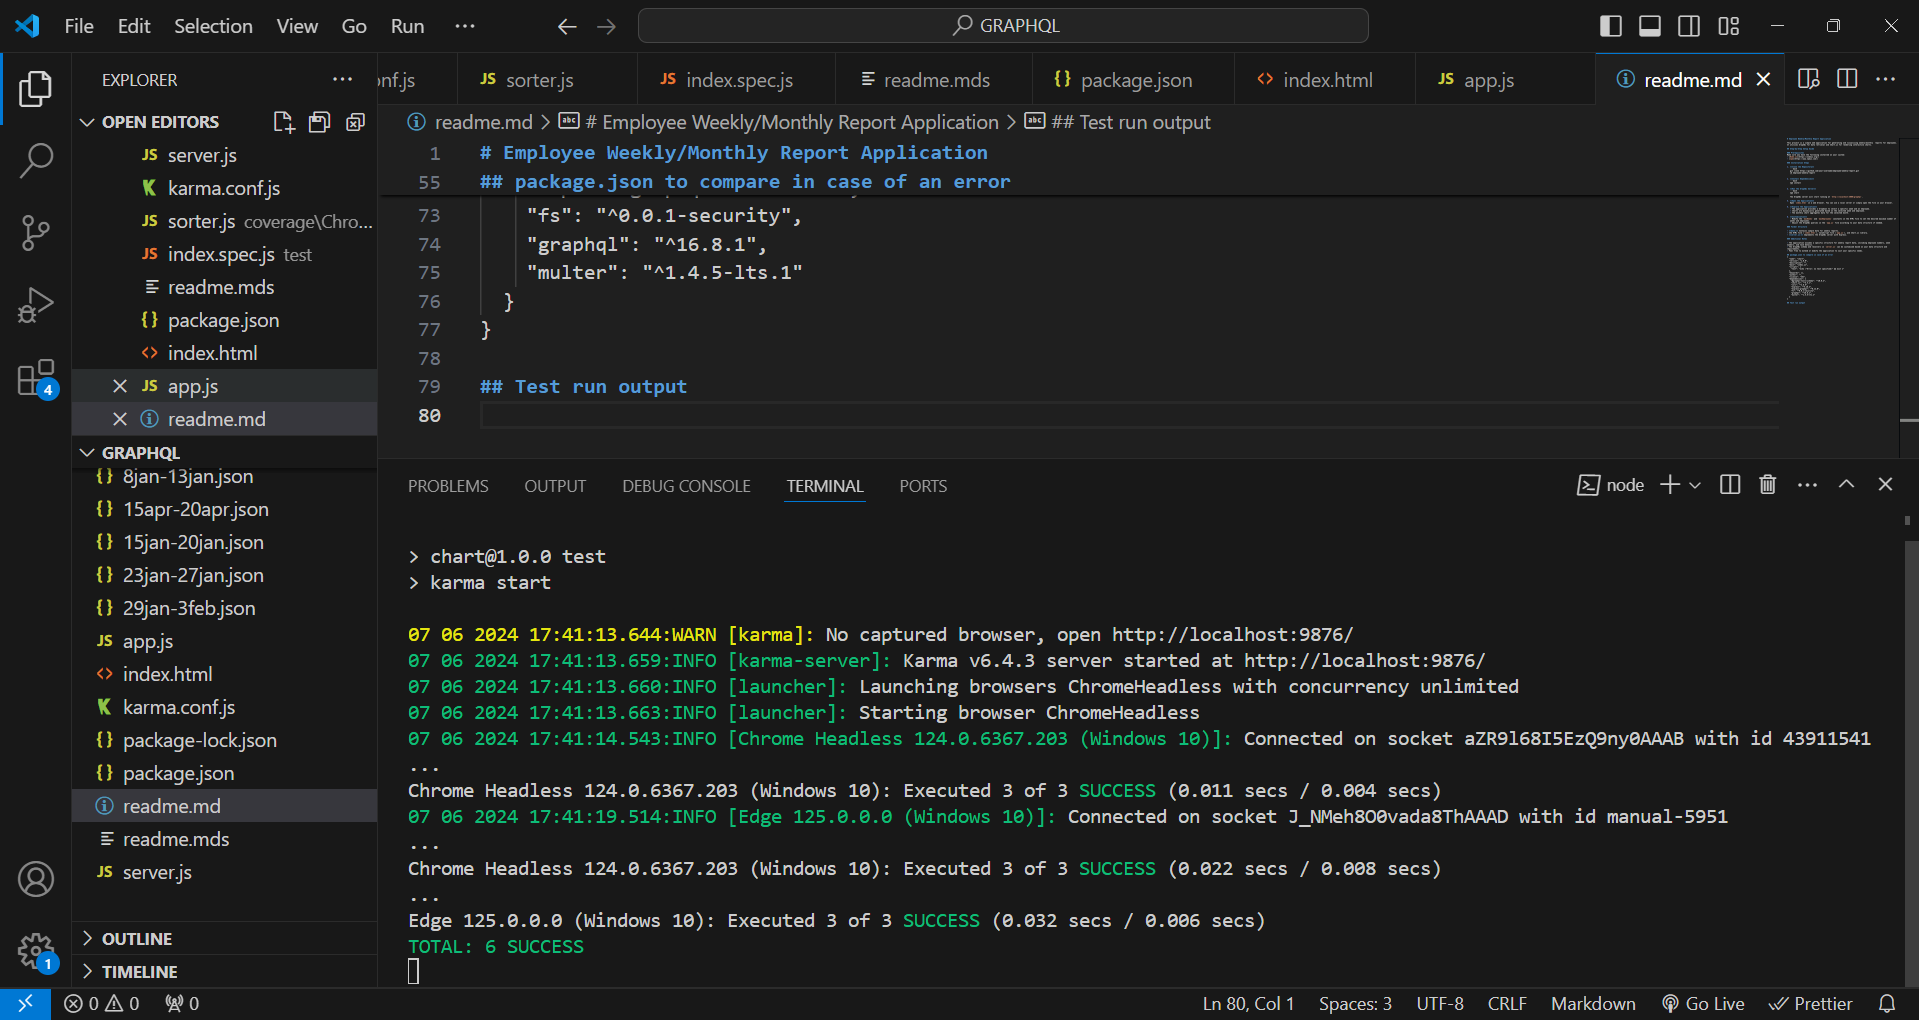 File Edit Selection View Go Run ···
GRAPHQL
EXPLORER
OPEN EDITORS
server.js
karma.conf.js
sorter.js coverage\Chro...
index.spec.js test
readme.mds
package.json
index.html
app.js
readme.md
GRAPHQL
8jan-13jan.json
15apr-20apr.json
15jan-20jan.json
23jan-27jan.json
29jan-3feb.json
app.js
index.html
karma.conf.js
package-lock.json
package.json
readme.md
readme.mds
server.js
OUTLINE
TIMELINE
4
1
nf.js sorter.js index.spec.js readme.mds package.json index.html app.js readme.md
readme.md > # Employee Weekly/Monthly Report Application > ## Test run output
1 # Employee Weekly/Monthly Report Application
55 ## package.json to compare in case of an error
73 "fs": "^0.0.1-security",
74 "graphql": "^16.8.1",
75 "multer": "^1.4.5-lts.1"
76 }
77 }
78
79 ## Test run output
80
PROBLEMS OUTPUT DEBUG CONSOLE TERMINAL PORTS
node
> chart@1.0.0 test
> karma start
07 06 2024 17:41:13.644:WARN [karma]: No captured browser, open http://localhost:9876/
07 06 2024 17:41:13.659:INFO [karma-server]: Karma v6.4.3 server started at http://localhost:9876/
07 06 2024 17:41:13.660:INFO [launcher]: Launching browsers ChromeHeadless with concurrency unlimited
07 06 2024 17:41:13.663:INFO [launcher]: Starting browser ChromeHeadless
07 06 2024 17:41:14.543:INFO [Chrome Headless 124.0.6367.203 (Windows 10)]: Connected on socket aZR9l68I5EzQ9ny0AAAB with id 43911541
...
Chrome Headless 124.0.6367.203 (Windows 10): Executed 3 of 3 SUCCESS (0.011 secs / 0.004 secs)
07 06 2024 17:41:19.514:INFO [Edge 125.0.0.0 (Windows 10)]: Connected on socket J_NMeh8O0vada8ThAAAD with id manual-5951
...
Chrome Headless 124.0.6367.203 (Windows 10): Executed 3 of 3 SUCCESS (0.022 secs / 0.008 secs)
...
Edge 125.0.0.0 (Windows 10): Executed 3 of 3 SUCCESS (0.032 secs / 0.006 secs)
TOTAL: 6 SUCCESS
0 0 0 Ln 80, Col 1 Spaces: 3 UTF-8 CRLF Markdown Go Live Prettier